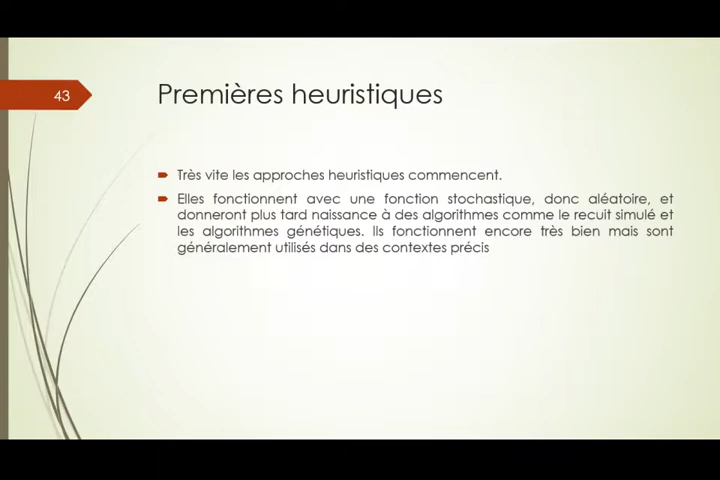 43
Premières heuristiques
Très vite les approches heuristiques commencent.
Elles fonctionnent avec une fonction stochastique, donc aléatoire, et
donneront plus tard naissance à des algorithmes comme le recuit simulé et
les algorithmes génétiques. Ils fonctionnent encore très bien mais sont
généralement utilisés dans des contextes précis